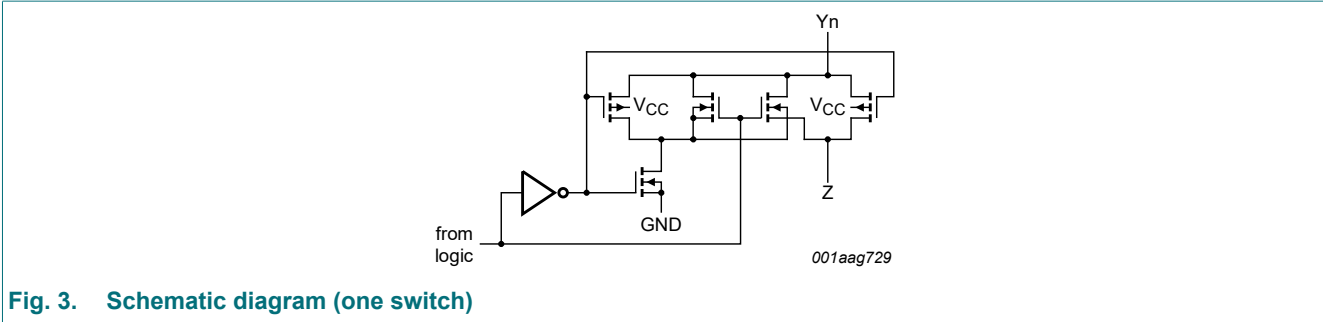 Yn
VCC
VCC
Z
GND
from
logic
001aag729
Fig. 3. Schematic diagram (one switch)